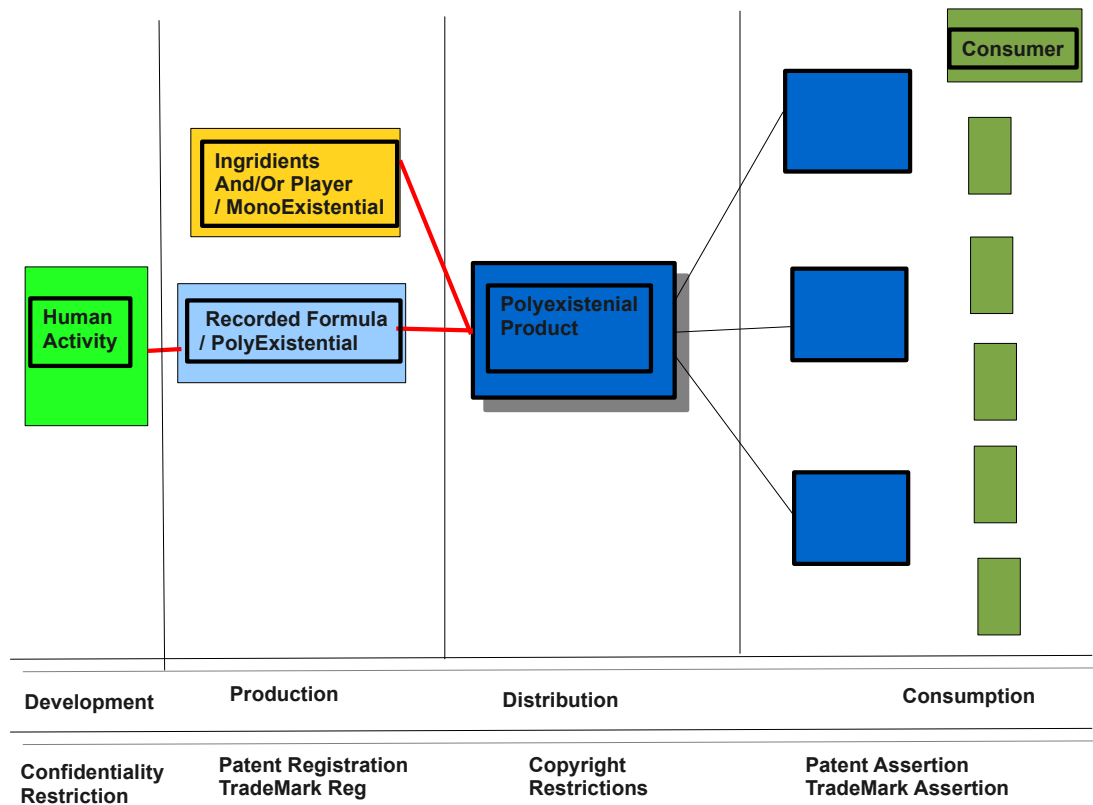 Consumer
Ingridients
And/Or Player
/ MonoExistential
Human
Activity
Recorded Formula
/ PolyExistential
Polyexistenial
Product
Development
Production
Distribution
Consumption
Confidentiality
Restriction
Patent Registration
TradeMark Reg
Copyright
Restrictions
Patent Assertion
TradeMark Assertion